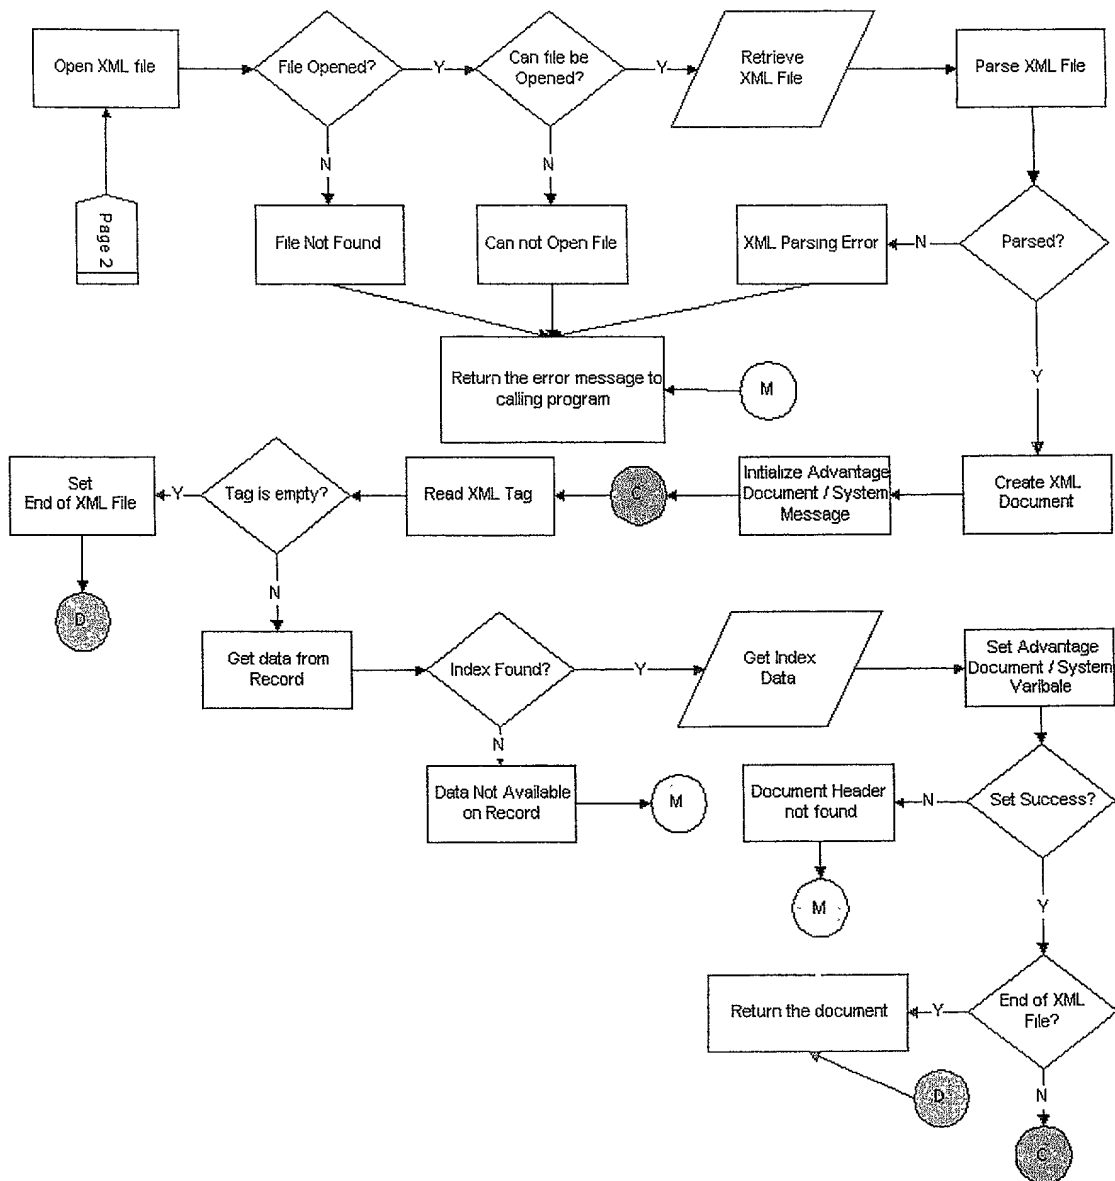 Open XML file
File Opened?
Y
Can file be
Opened?
Y
Retrieve
XML File
Parse XML File
N
N
Page 2
File Not Found
Can not Open File
XML Parsing Error
N
Parsed?
Return the error message to
calling program
M
Y
Set
End of XML File
Y
Tag is empty?
Read XML Tag
C
Initialize Advantage
Document / System
Message
Create XML
Document
N
D
Get data from
Record
Index Found?
Y
Get Index
Data
Set Advantage
Document / System
Varibale
N
Data Not Available
on Record
M
Document Header
not found
N
Set Success?
M
Y
Return the document
Y
End of XML
File?
D
N
C